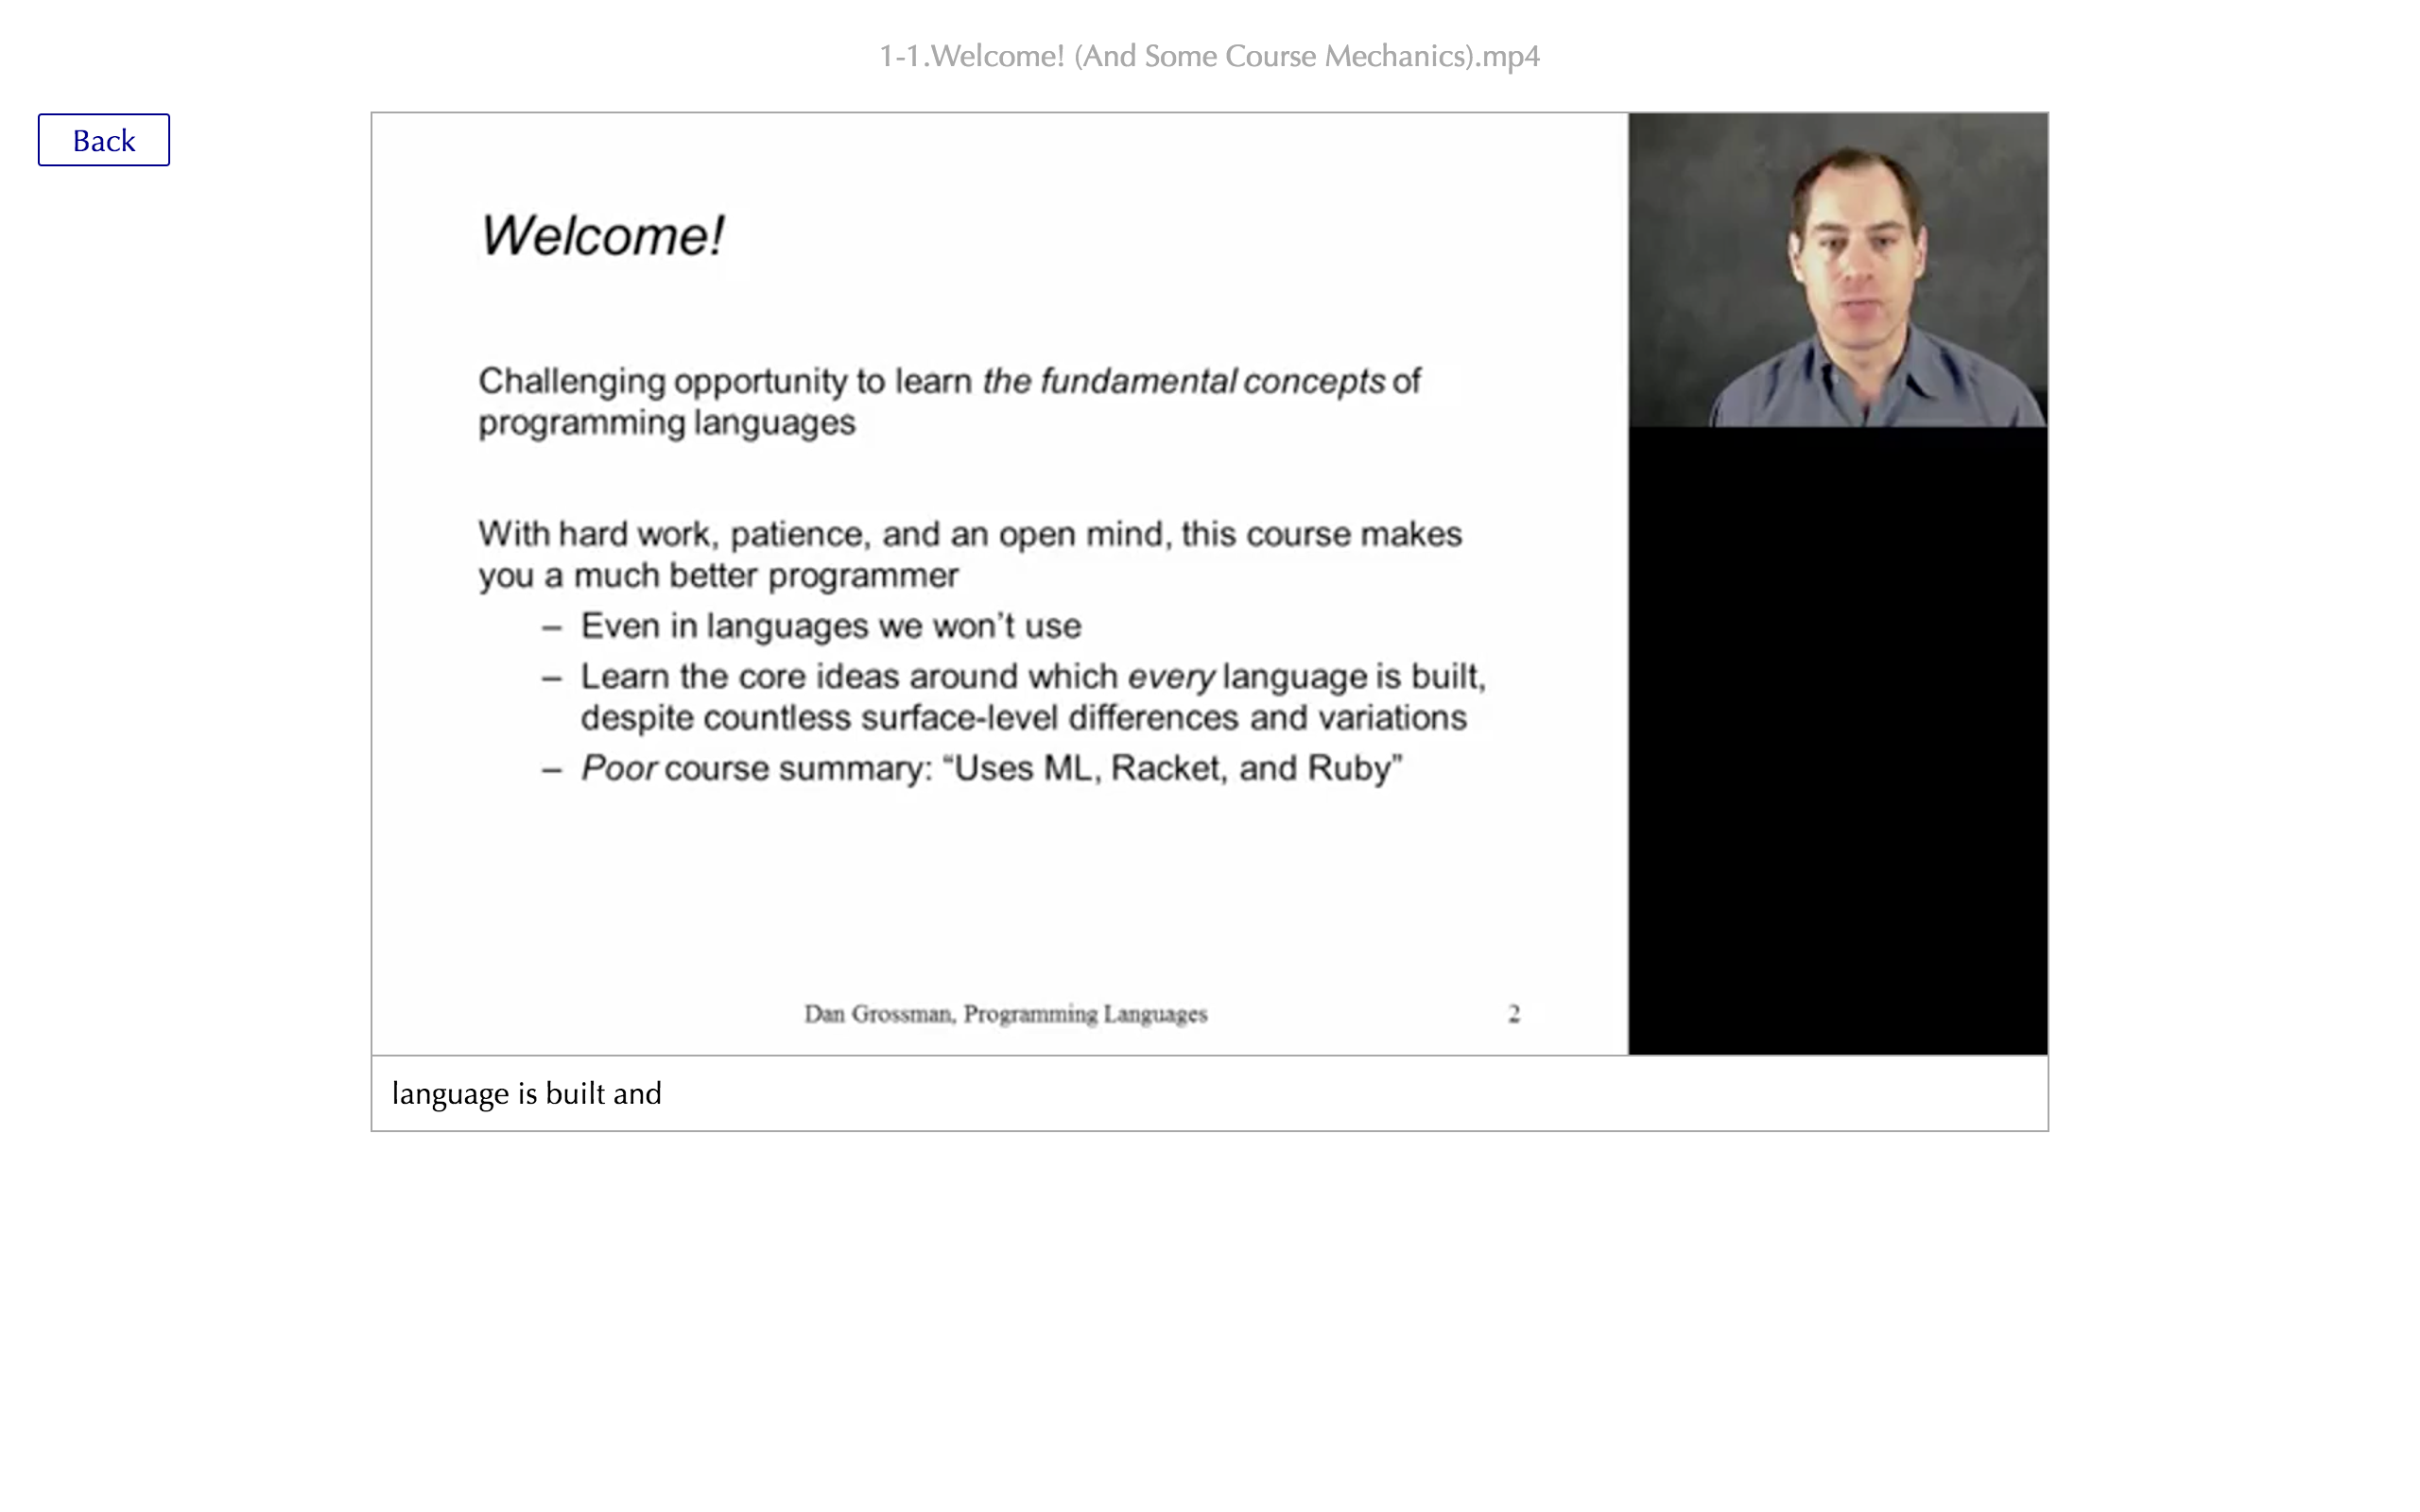 1-1.Welcome! (And Some Course Mechanics).mp4
Back
Welcome!
Challenging opportunity to learn the fundamental concepts of
programming languages
With hard work, patience, and an open mind, this course makes
you a much better programmer
– Even in languages we won’t use
– Learn the core ideas around which every language is built,
despite countless surface-level differences and variations
– Poor course summary: “Uses ML, Racket, and Ruby”
Dan Grossman, Programming Languages 2
language is built and